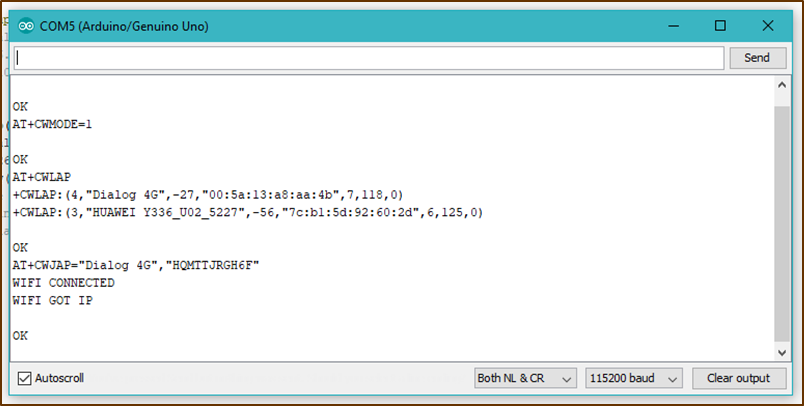 COM5 (Arduino/Genuino Uno)
Send
OK
AT+CWMODE=1
OK
AT+CWLAP
+CWLAP:(4,"Dialog 4G",-27,"00:5a:13:a8:aa:4b",7,118,0)
+CWLAP:(3,"HUAWEI Y336_U02_5227",-56,"7c:b1:5d:92:60:2d",6,125,0)
OK
AT+CWJAP="Dialog 4G","HQMTTJRGH6F"
WIFI CONNECTED
WIFI GOT IP
OK
Autoscroll Both NL & CR 115200 baud Clear output